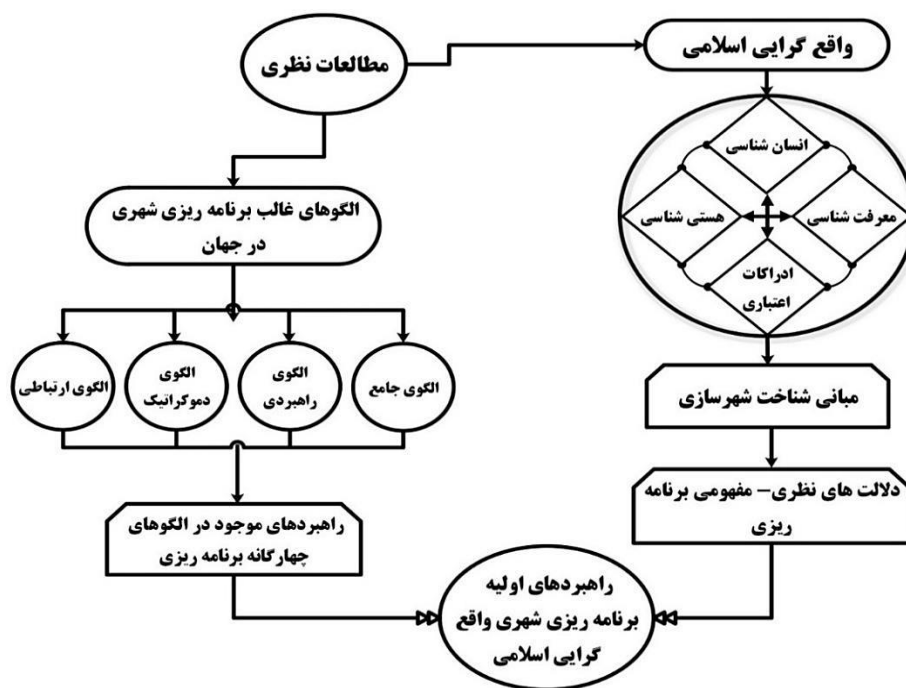 مطالعات نظری
واقع گرایی اسلامی
انسان شناسی
هستی شناسی
معرفت شناسی
ادراکات
اعتباری
الگوهای غالب برنامه ریزی شهری
در جهان
الگوی جامع
الگوی
راهبردی
الگوی
دموکراتیک
الگوی ارتباطی
مبانی شناخت شهرسازی
دلالت های نظری– مفهومی برنامه
ریزی
راهبردهای موجود در الگوهای
چهارگانه برنامه ریزی
راهبردهای اولیه
برنامه ریزی شهری واقع
گرایی اسلامی